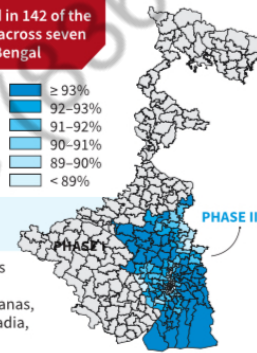 d in 142 of the
across seven
Bengal
≥ 93%
92–93%
91–92%
90–91%
89–90%
< 89%
PHASE II
PHASE I
s
anas,
adia,